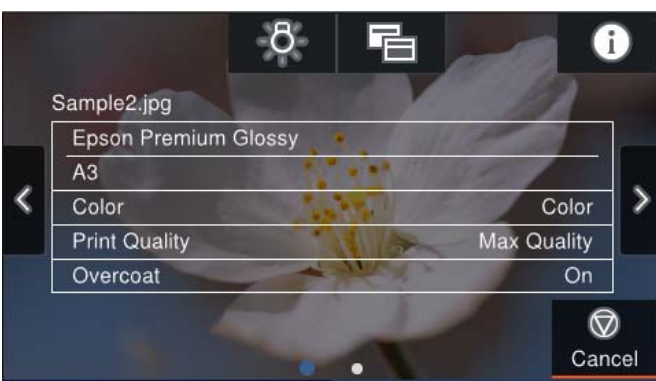 Sample2.jpg
Epson Premium Glossy
A3
Color Color
Print Quality Max Quality
Overcoat On
Cancel